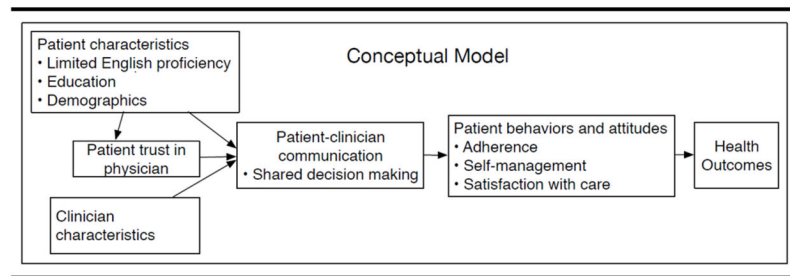 Conceptual Model
Patient characteristics
• Limited English proficiency
• Education
• Demographics
Patient trust in
physician
Clinician
characteristics
Patient-clinician
communication
• Shared decision making
Patient behaviors and attitudes
• Adherence
• Self-management
• Satisfaction with care
Health
Outcomes